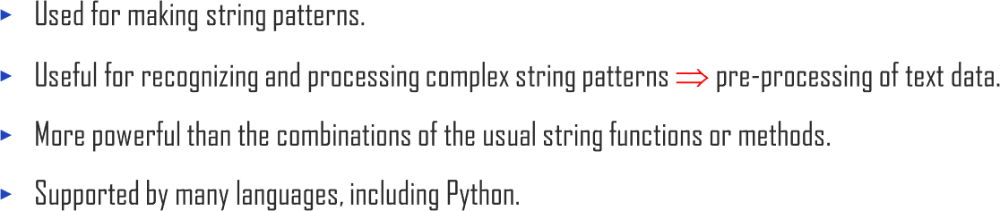 ► Used for making string patterns.
► Useful for recognizing and processing complex string patterns ⇒ pre-processing of text data.
► More powerful than the combinations of the usual string functions or methods.
► Supported by many languages, including Python.